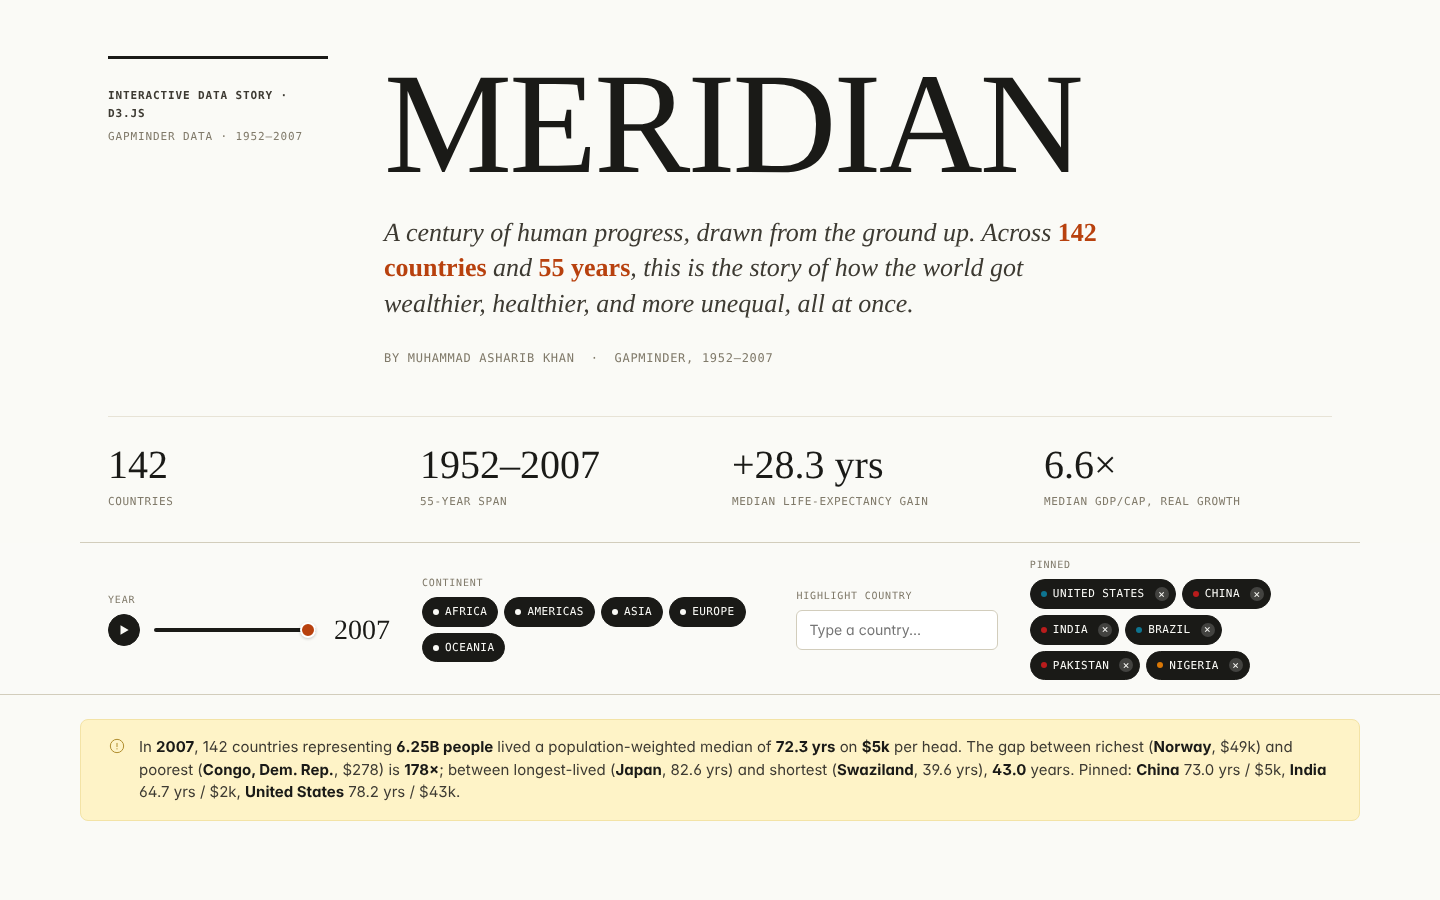 INTERACTIVE DATA STORY ·
D3.JS
GAPMINDER DATA · 1952–2007
MERIDIAN
A century of human progress, drawn from the ground up. Across 142
countries and 55 years, this is the story of how the world got
wealthier, healthier, and more unequal, all at once.
BY MUHAMMAD ASHARIB KHAN · GAPMINDER, 1952–2007
142
COUNTRIES
1952–2007
55-YEAR SPAN
+28.3 yrs
MEDIAN LIFE-EXPECTANCY GAIN
6.6×
MEDIAN GDP/CAP, REAL GROWTH
YEAR
2007
CONTINENT
AFRICA AMERICAS ASIA EUROPE
OCEANIA
HIGHLIGHT COUNTRY
Type a country...
PINNED
UNITED STATES × CHINA ×
INDIA × BRAZIL ×
PAKISTAN × NIGERIA ×
In 2007, 142 countries representing 6.25B people lived a population-weighted median of 72.3 yrs on $5k per head. The gap between richest (Norway, $49k) and
poorest (Congo, Dem. Rep., $278) is 178×; between longest-lived (Japan, 82.6 yrs) and shortest (Swaziland, 39.6 yrs), 43.0 years. Pinned: China 73.0 yrs / $5k, India
64.7 yrs / $2k, United States 78.2 yrs / $43k.